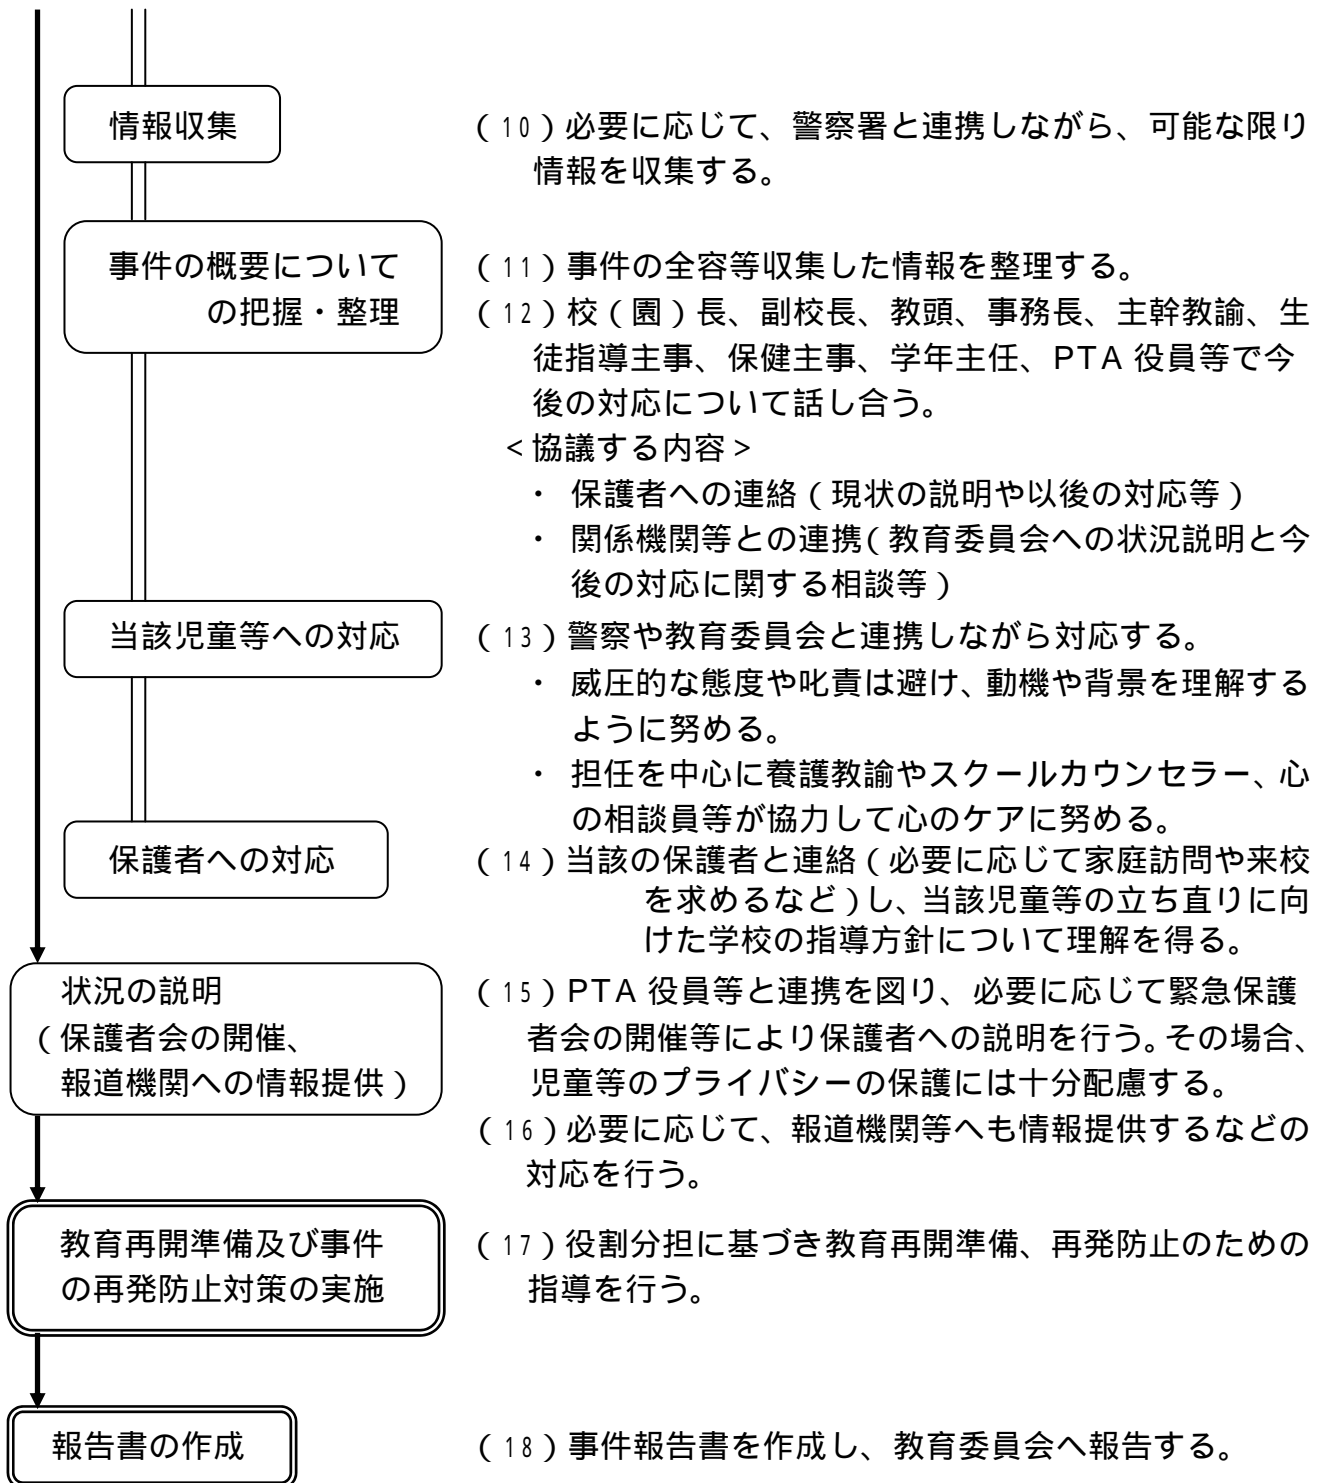 情報収集
(10)必要に応じて、警察署と連携しながら、可能な限り
情報を収集する。
事件の概要について
の把握・整理
(11)事件の全容等収集した情報を整理する。
(12)校(園)長、副校長、教頭、事務長、主幹教諭、生
徒指導主事、保健主事、学年主任、PTA 役員等で今
後の対応について話し合う。
<協議する内容>
・ 保護者への連絡(現状の説明や以後の対応等)
・ 関係機関等との連携(教育委員会への状況説明と今
後の対応に関する相談等)
当該児童等への対応
(13)警察や教育委員会と連携しながら対応する。
・ 威圧的な態度や叱責は避け、動機や背景を理解する
ように努める。
・ 担任を中心に養護教諭やスクールカウンセラー、心
の相談員等が協力して心のケアに努める。
保護者への対応
(14)当該の保護者と連絡(必要に応じて家庭訪問や来校
を求めるなど)し、当該児童等の立ち直りに向
けた学校の指導方針について理解を得る。
状況の説明
(保護者会の開催、
報道機関への情報提供)
(15)PTA 役員等と連携を図り、必要に応じて緊急保護
者会の開催等により保護者への説明を行う。その場合、
児童等のプライバシーの保護には十分配慮する。
(16)必要に応じて、報道機関等へも情報提供するなどの
対応を行う。
教育再開準備及び事件
の再発防止対策の実施
(17)役割分担に基づき教育再開準備、再発防止のための
指導を行う。
報告書の作成
(18)事件報告書を作成し、教育委員会へ報告する。